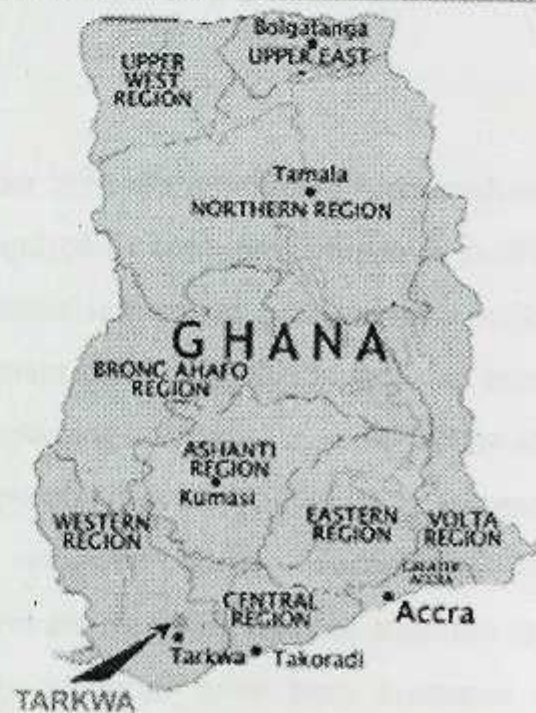 Bolgatanga
UPPER EAST
UPPER
WEST
REGION
Tamala
NORTHERN REGION
GHANA
BRONG AHAFO
REGION
ASHANTI
REGION
Kumasi
WESTERN
REGION
EASTERN
REGION
VOLTA
REGION
ACCRA
CENTRAL
REGION
Accra
Tarkwa
Takoradi
TARKWA